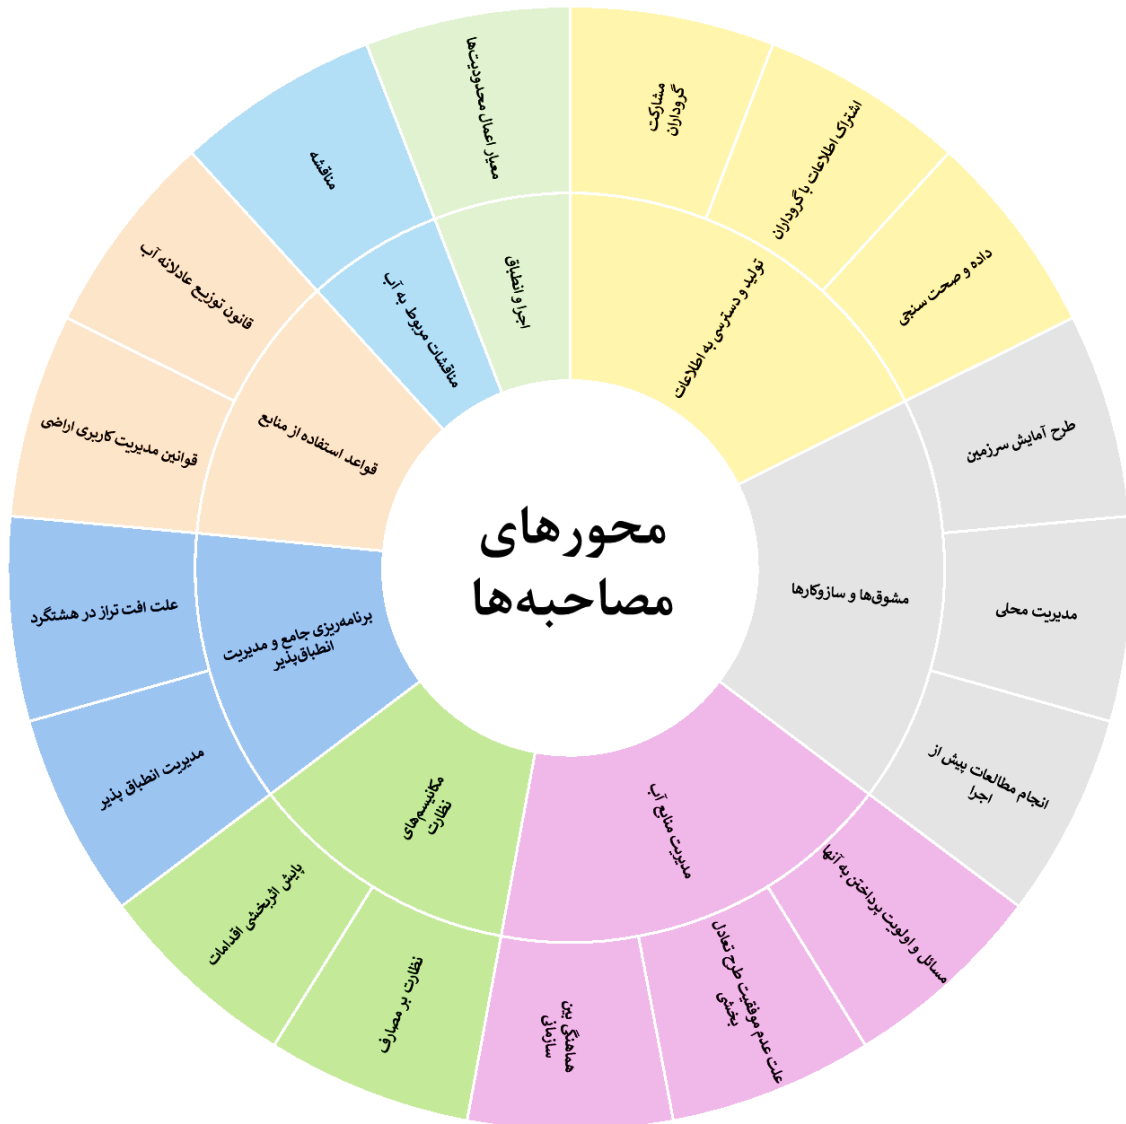 محورهای
مصاحبه‌ها
تولید و دسترسی به اطلاعات
مشارکت
گروداران
اشتراک اطلاعات با گروداران
داده و صحت سنجی
مشوق‌ها و سازوکارها
طرح آمایش سرزمین
مدیریت محلی
انجام مطالعات پیش از
اجرا
مدیریت منابع آب
مسائل و اولویت پرداختن به آنها
علت عدم موفقیت طرح تعادل
بخشی
هماهنگی بین
سازمانی
مکانیسم‌های
نظارت
نظارت بر مصارف
پایش اثربخشی اقدامات
برنامه‌ریزی جامع و مدیریت
انطباق‌پذیر
مدیریت انطباق پذیر
علت افت تراز در هشتگرد
قواعد استفاده از منابع
قوانین مدیریت کاربری اراضی
قانون توزیع عادلانه آب
مناقشات مربوط به آب
مناقشه
اجرا و انطباق
معیار اعمال محدودیت‌ها